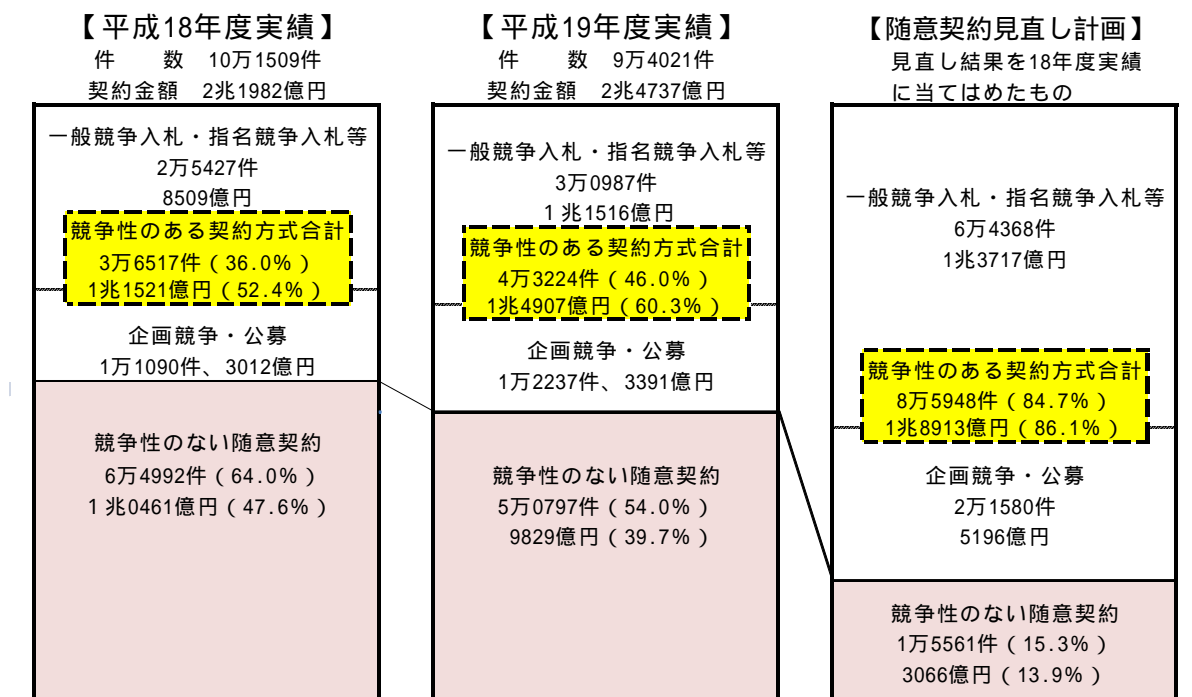 【平成18年度実績】
件　　数　10万1509件
契約金額　2兆1982億円
一般競争入札・指名競争入札等
2万5427件
8509億円
競争性のある契約方式合計
3万6517件（36.0%）
1兆1521億円（52.4%）
企画競争・公募
1万1090件、3012億円
競争性のない随意契約
6万4992件（64.0%）
1兆0461億円（47.6%）
【平成19年度実績】
件　　数　9万4021件
契約金額　2兆4737億円
一般競争入札・指名競争入札等
3万0987件
1兆1516億円
競争性のある契約方式合計
4万3224件（46.0%）
1兆4907億円（60.3%）
企画競争・公募
1万2237件、3391億円
競争性のない随意契約
5万0797件（54.0%）
9829億円（39.7%）
【随意契約見直し計画】
見直し結果を18年度実績
に当てはめたもの
一般競争入札・指名競争入札等
6万4368件
1兆3717億円
競争性のある契約方式合計
8万5948件（84.7%）
1兆8913億円（86.1%）
企画競争・公募
2万1580件
5196億円
競争性のない随意契約
1万5561件（15.3%）
3066億円（13.9%）